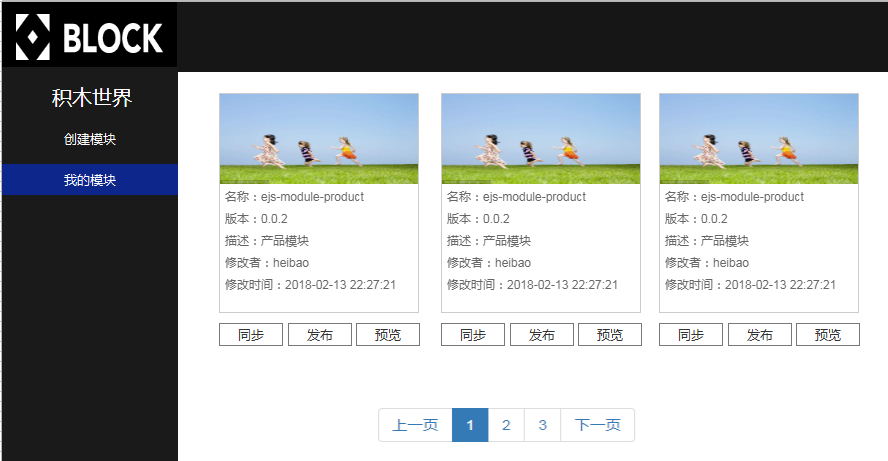 BLOCK
积木世界
创建模块
我的模块
名称：ejs-module-product
版本：0.0.2
描述：产品模块
修改者：heibao
修改时间：2018-02-13 22:27:21
同步 发布 预览
名称：ejs-module-product
版本：0.0.2
描述：产品模块
修改者：heibao
修改时间：2018-02-13 22:27:21
同步 发布 预览
名称：ejs-module-product
版本：0.0.2
描述：产品模块
修改者：heibao
修改时间：2018-02-13 22:27:21
同步 发布 预览
上一页 1 2 3 下一页